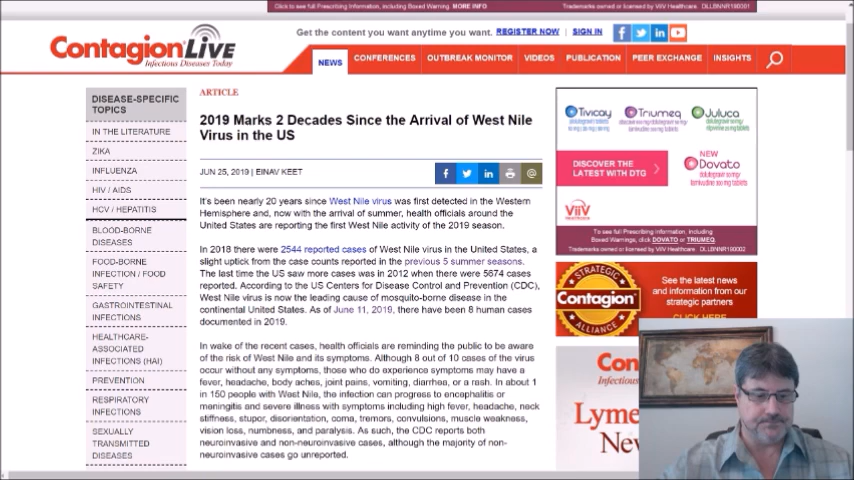 Click to see full Prescribing Information, including Boxed Warning. MORE INFO
Trademarks owned or licensed by ViiV Healthcare
Contagion Live
Infectious Diseases Today
Get the content you want anytime you want. REGISTER NOW | SIGN IN
NEWS CONFERENCES OUTBREAK MONITOR VIDEOS PUBLICATION PEER EXCHANGE INSIGHTS
DISEASE-SPECIFIC
TOPICS
IN THE LITERATURE
ZIKA
INFLUENZA
HIV / AIDS
HCV / HEPATITIS
BLOOD-BORNE
DISEASES
FOOD-BORNE
INFECTION / FOOD
SAFETY
GASTROINTESTINAL
INFECTIONS
HEALTHCARE-
ASSOCIATED
INFECTIONS (HAI)
PREVENTION
RESPIRATORY
INFECTIONS
SEXUALLY
TRANSMITTED
DISEASES
ARTICLE
2019 Marks 2 Decades Since the Arrival of West Nile
Virus in the US
JUN 25, 2019 | EINAV KEET
It's been nearly 20 years since West Nile virus was first detected in the Western
Hemisphere and, now with the arrival of summer, health officials around the
United States are reporting the first West Nile activity of the 2019 season.
In 2018 there were 2544 reported cases of West Nile virus in the United States, a
slight uptick from the case counts reported in the previous 5 summer seasons.
The last time the US saw more cases was in 2012 when there were 5674 cases
reported. According to the US Centers for Disease Control and Prevention (CDC),
West Nile virus is now the leading cause of mosquito-borne disease in the
continental United States. As of June 11, 2019, there have been 8 human cases
documented in 2019.
In wake of the recent cases, health officials are reminding the public to be aware
of the risk of West Nile and its symptoms. Although 8 out of 10 cases of the virus
occur without any symptoms, those who do experience symptoms may have a
fever, headache, body aches, joint pains, vomiting, diarrhea, or a rash. In about 1
in 150 people with West Nile, the infection can progress to encephalitis or
meningitis and severe illness with symptoms including high fever, headache, neck
stiffness, stupor, disorientation, coma, tremors, convulsions, muscle weakness,
vision loss, numbness, and paralysis. As such, the CDC reports both
neuroinvasive and non-neuroinvasive cases, although the majority of non-
neuroinvasive cases go unreported.
Tivicay Triumeq Juluca
DISCOVER THE
LATEST WITH DTG
NEW
Dovato
ViiV
To see full Prescribing Information, including
Boxed Warnings, click DOVATO or TRIUMEQ.
Trademarks owned or licensed by ViiV Healthcare
STRATEGIC
Contagion
ALLIANCE
See the latest news
and information from our
strategic partners
CLICK HERE
Con
Infectious
Lyme
New